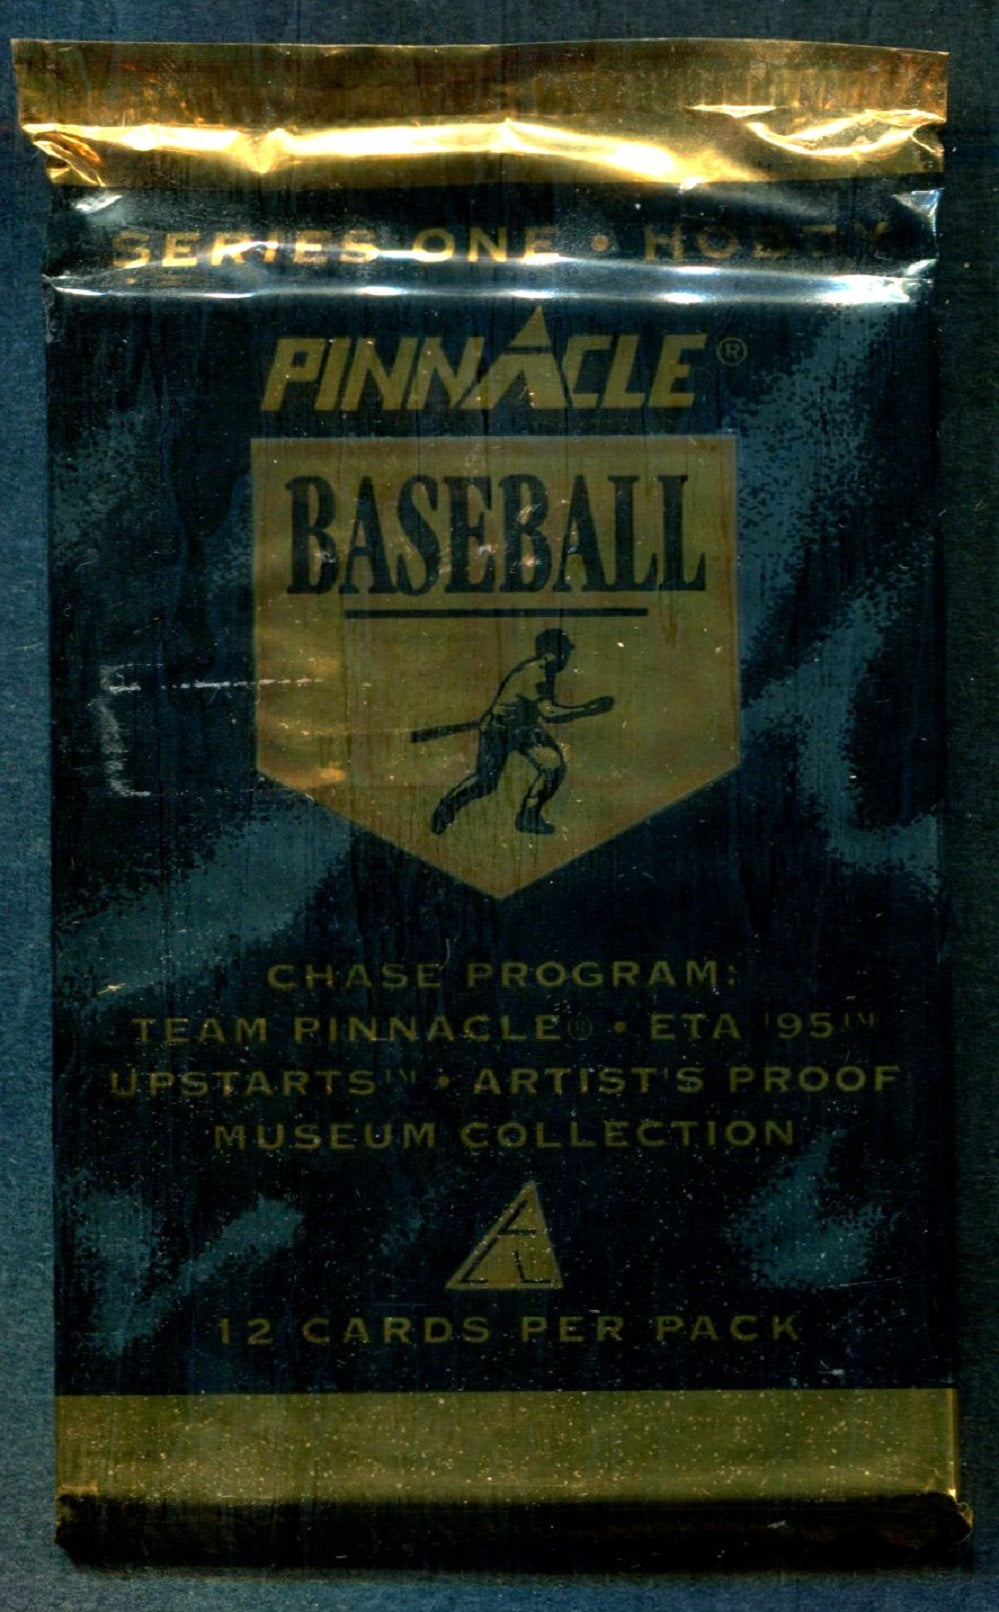 SERIES ONE • HOBBY
PINNACLE®
BASEBALL
CHASE PROGRAM:
TEAM PINNACLE® • ETA '95™
UPSTARTS™ • ARTIST'S PROOF
MUSEUM COLLECTION
12 CARDS PER PACK